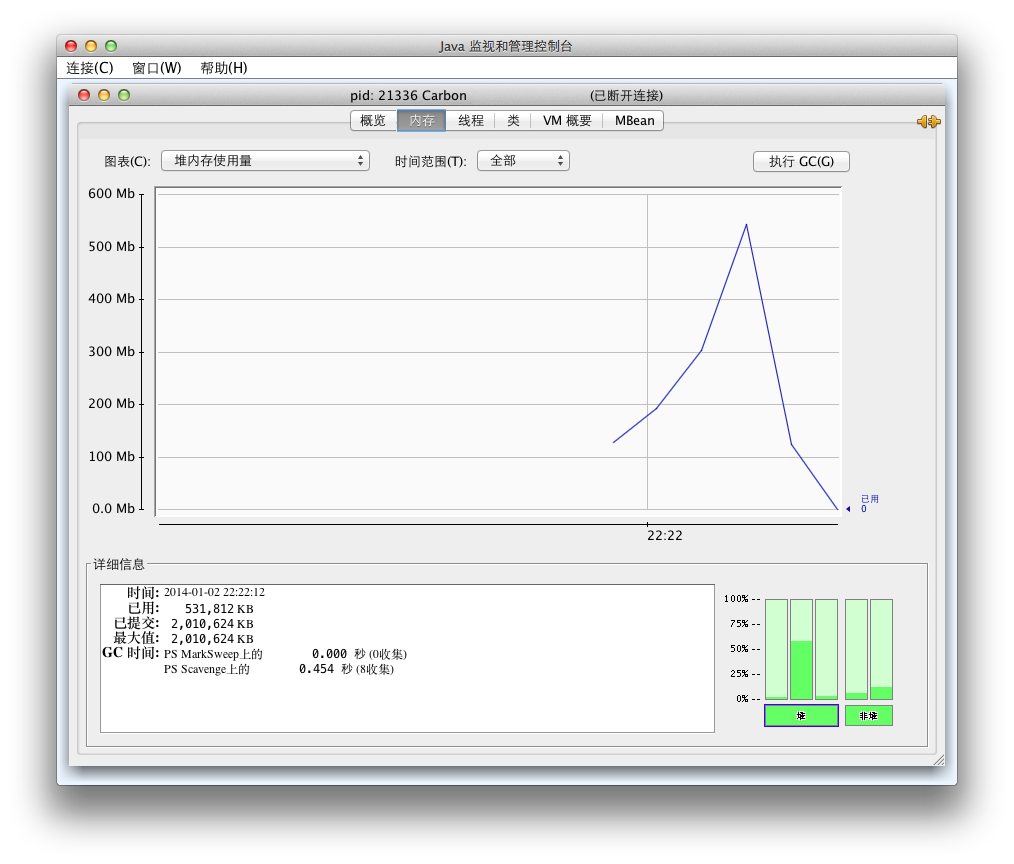 Java 监视和管理控制台
连接(C) 窗口(W) 帮助(H)
pid: 21336 Carbon (已断开连接)
概览 内存 线程 类 VM 概要 MBean
图表(C): 堆内存使用量 时间范围(T): 全部 执行 GC(G)
600 Mb
500 Mb
400 Mb
300 Mb
200 Mb
100 Mb
0.0 Mb
已用
0
22:22
详细信息
时间: 2014-01-02 22:22:12
已用: 531,812 KB
已提交: 2,010,624 KB
最大值: 2,010,624 KB
GC 时间: PS MarkSweep上的 0.000 秒 (0收集)
PS Scavenge上的 0.454 秒 (8收集)
100% --
75% --
50% --
25% --
0% --
堆 非堆